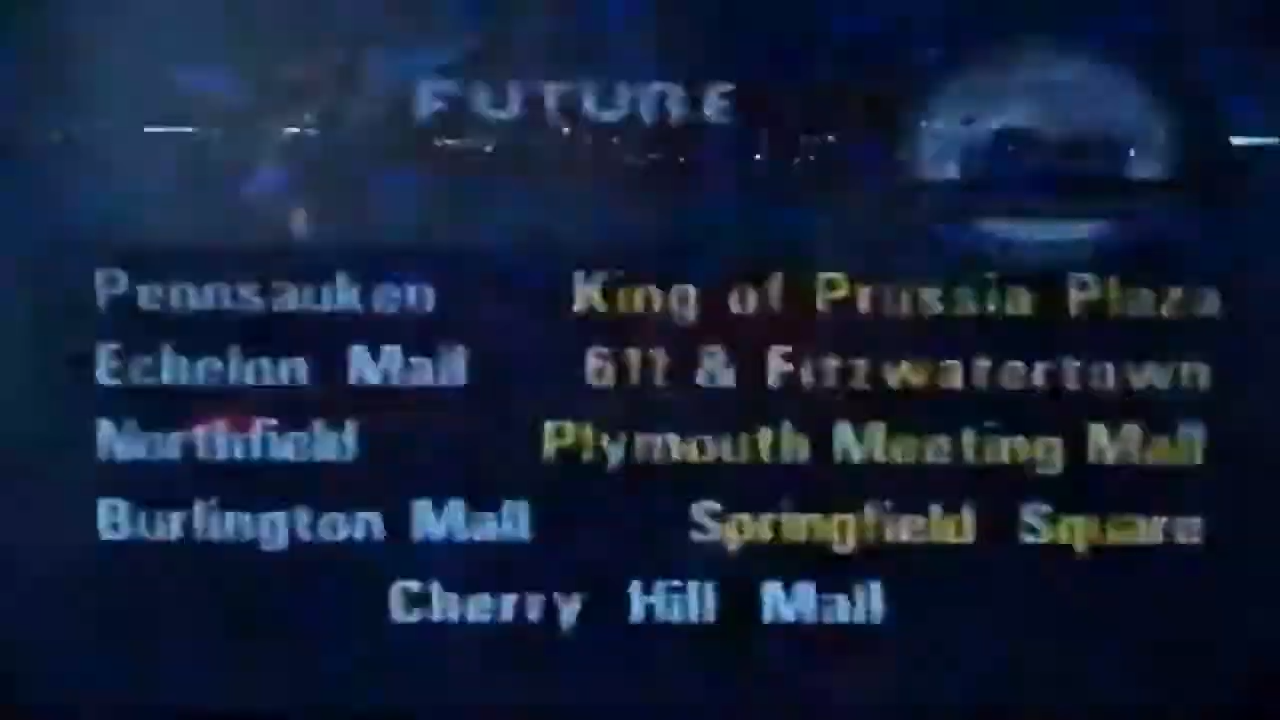 FUTURE
Pennsauken King of Prussia Plaza
Echelon Mall 611 & Fitzwatertown
Northfield Plymouth Meeting Mall
Burlington Mall Springfield Square
Cherry Hill Mall